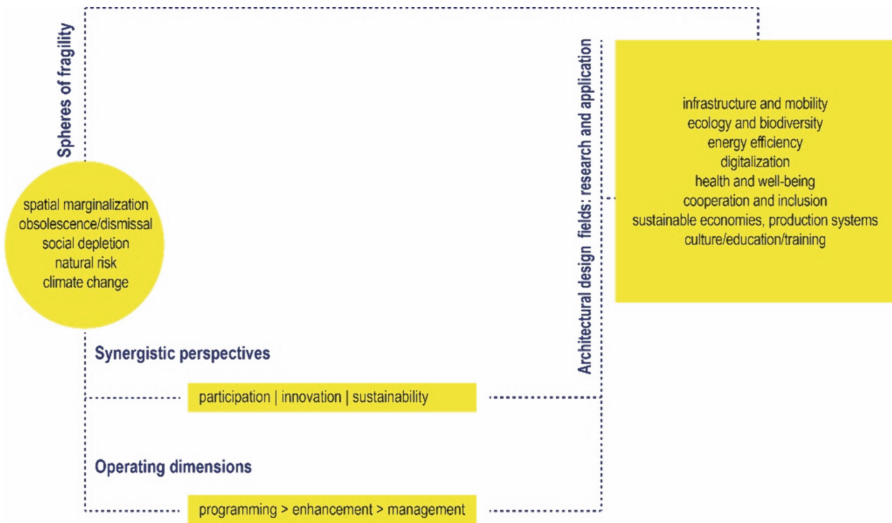 Spheres of fragility
spatial marginalization
obsolescence/dismissal
social depletion
natural risk
climate change
Synergistic perspectives
participation | innovation | sustainability
Operating dimensions
programming > enhancement > management
Architectural design fields: research and application
infrastructure and mobility
ecology and biodiversity
energy efficiency
digitalization
health and well-being
cooperation and inclusion
sustainable economies, production systems
culture/education/training